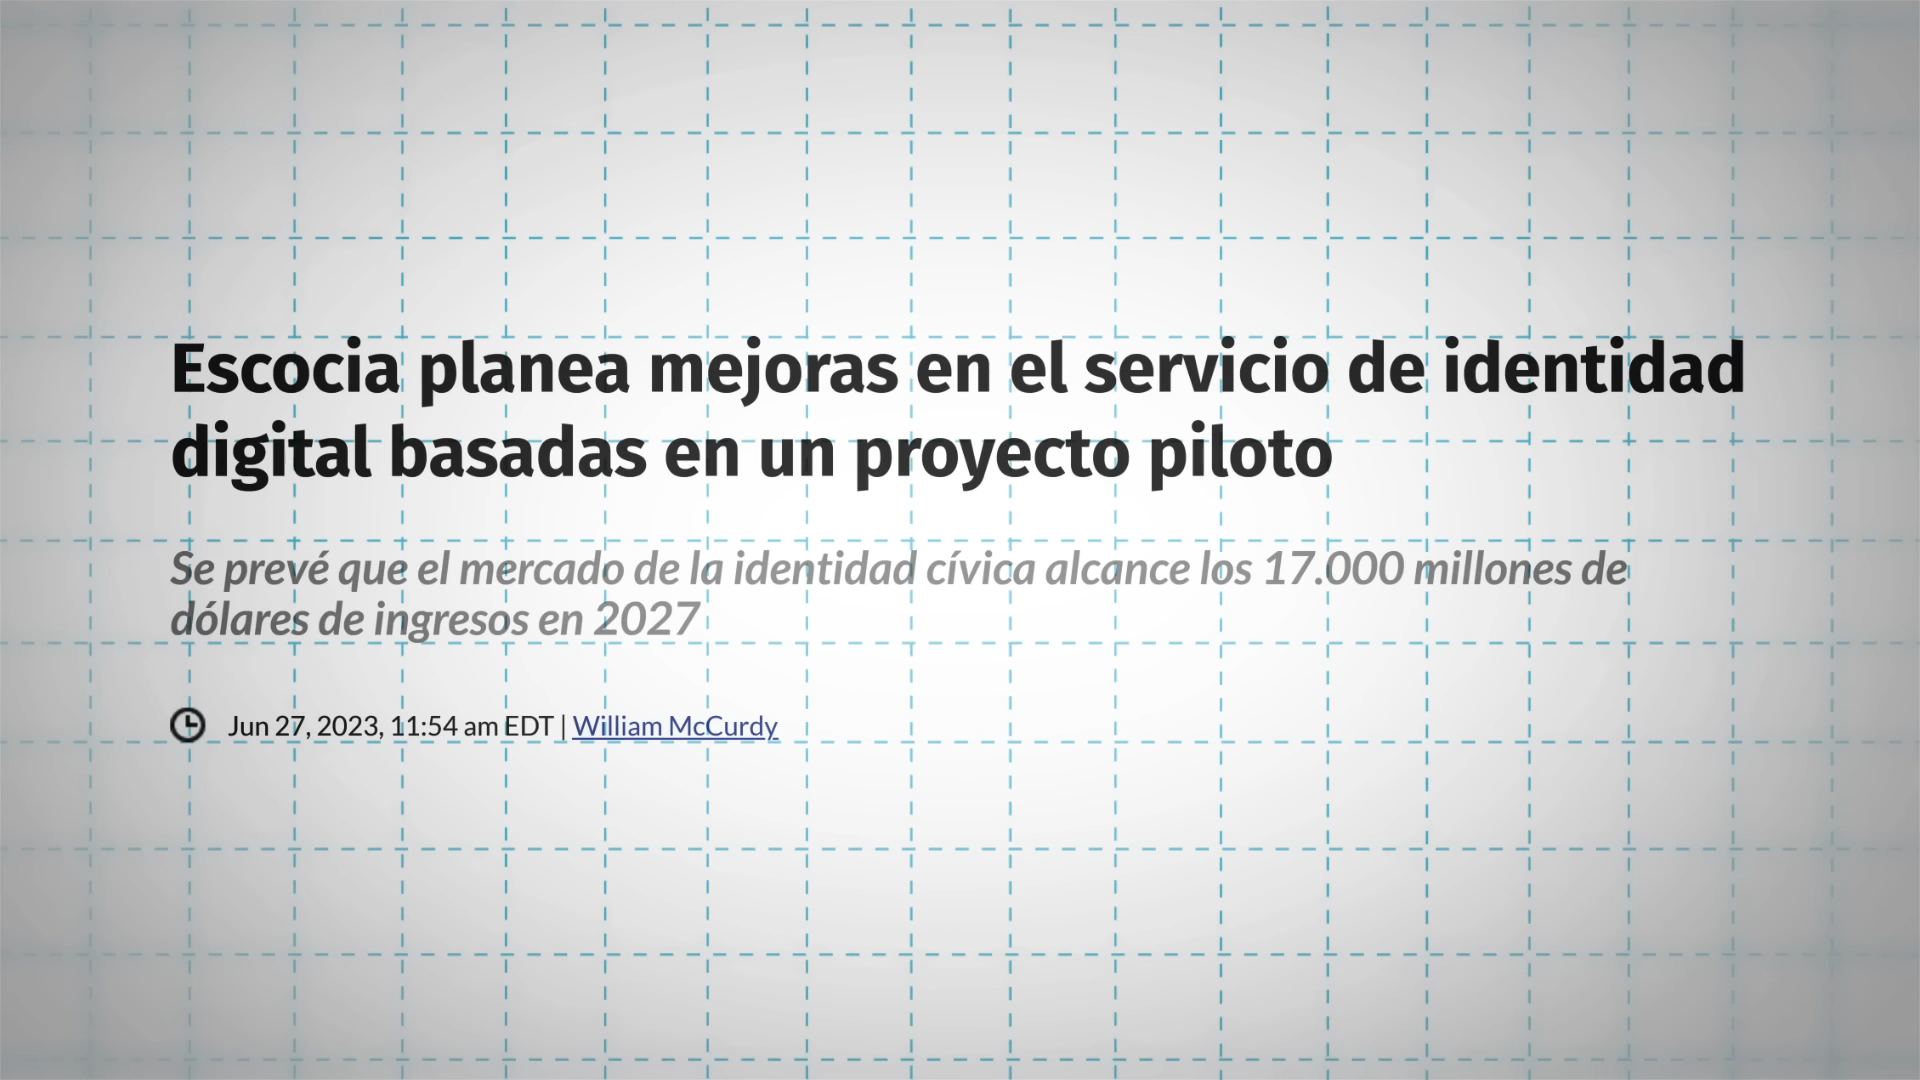 Escocia planea mejoras en el servicio de identidad
digital basadas en un proyecto piloto
Se prevé que el mercado de la identidad cívica alcance los 17.000 millones de
dólares de ingresos en 2027
Jun 27, 2023, 11:54 am EDT | William McCurdy